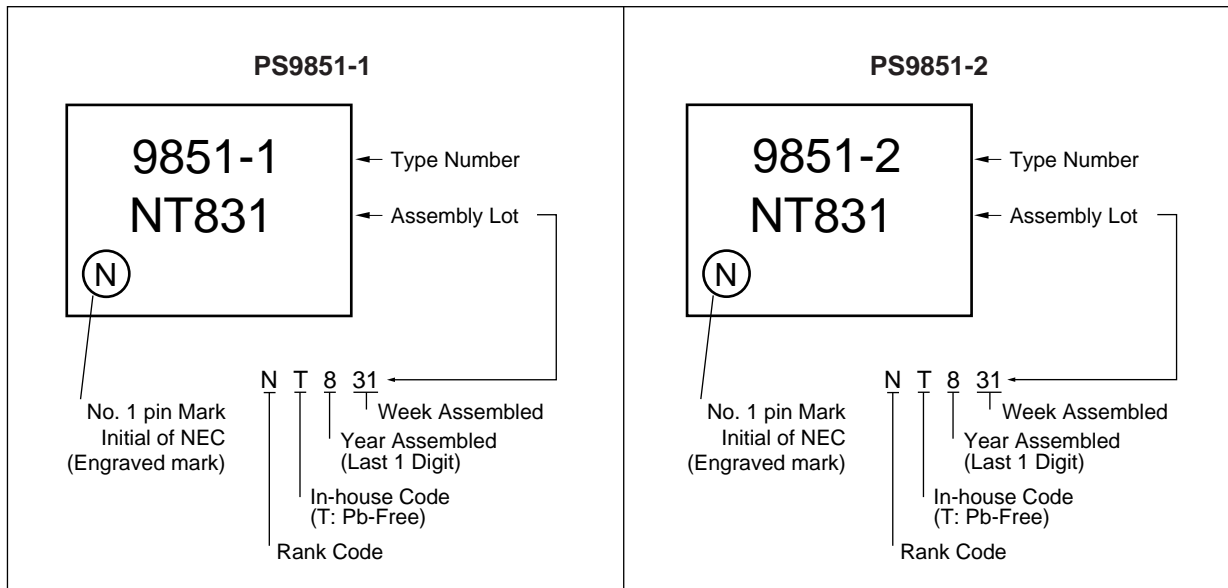 PS9851-1
9851-1
Type Number
NT831
Assembly Lot
N
N T 8 31
No. 1 pin Mark
Initial of NEC
(Engraved mark)
Week Assembled
Year Assembled
(Last 1 Digit)
In-house Code
(T: Pb-Free)
Rank Code
PS9851-2
9851-2
Type Number
NT831
Assembly Lot
N
N T 8 31
No. 1 pin Mark
Initial of NEC
(Engraved mark)
Week Assembled
Year Assembled
(Last 1 Digit)
In-house Code
(T: Pb-Free)
Rank Code